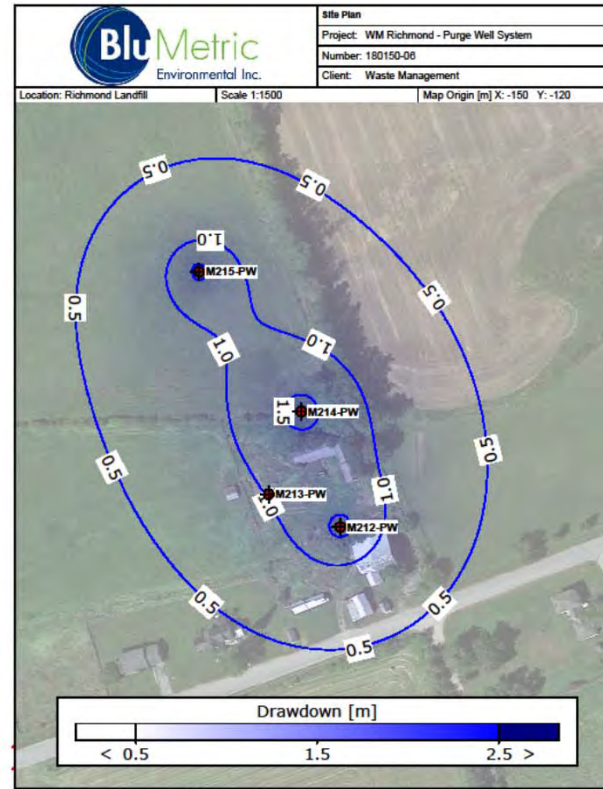 BluMetric
Environmental Inc.
Site Plan
Project: WM Richmond - Purge Well System
Number: 180150-06
Client: Waste Management
Location: Richmond Landfill
Scale 1:1500
Map Origin [m] X: -150 Y: -120
0.5
0.5
1.0
M215-PW
0.5
0.5
1.0
1.0
1.5
M214-PW
0.5
0.5
M213-PW
1.0
1.0
M212-PW
0.5
0.5
0.5
Drawdown [m]
< 0.5 1.5 2.5 >